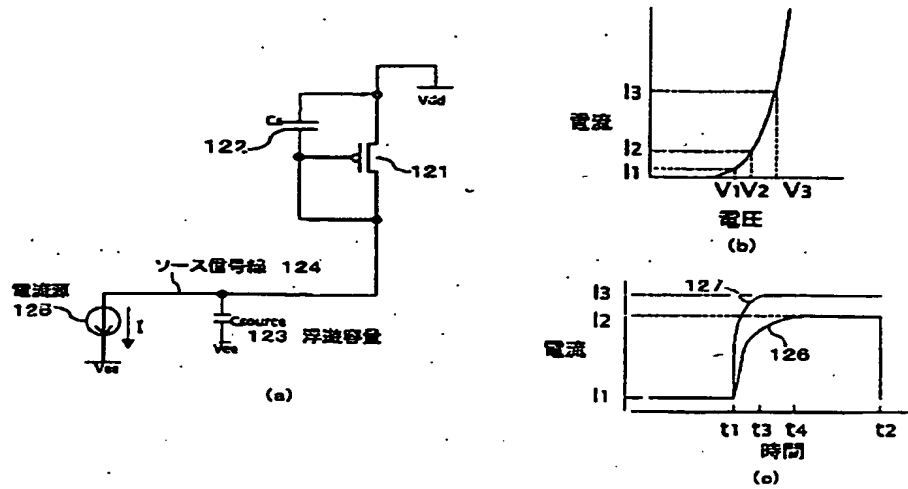 Vdd
Cs
122
121
ソース信号線 124
電流源
128
I
Csource
123 浮遊容量
Vss
(a)
I3
電流
I2
I1
V1 V2 V3
電圧
(b)
127
I3
I2
電流
126
I1
t1 t3 t4 t2
時間
(c)